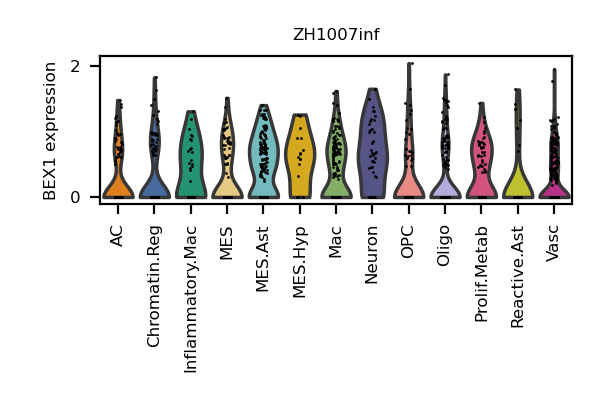 ZH1007inf
BEX1 expression
2
0
AC
Chromatin.Reg
Inflammatory.Mac
MES
MES.Ast
MES.Hyp
Mac
Neuron
OPC
Oligo
Prolif.Metab
Reactive.Ast
Vasc